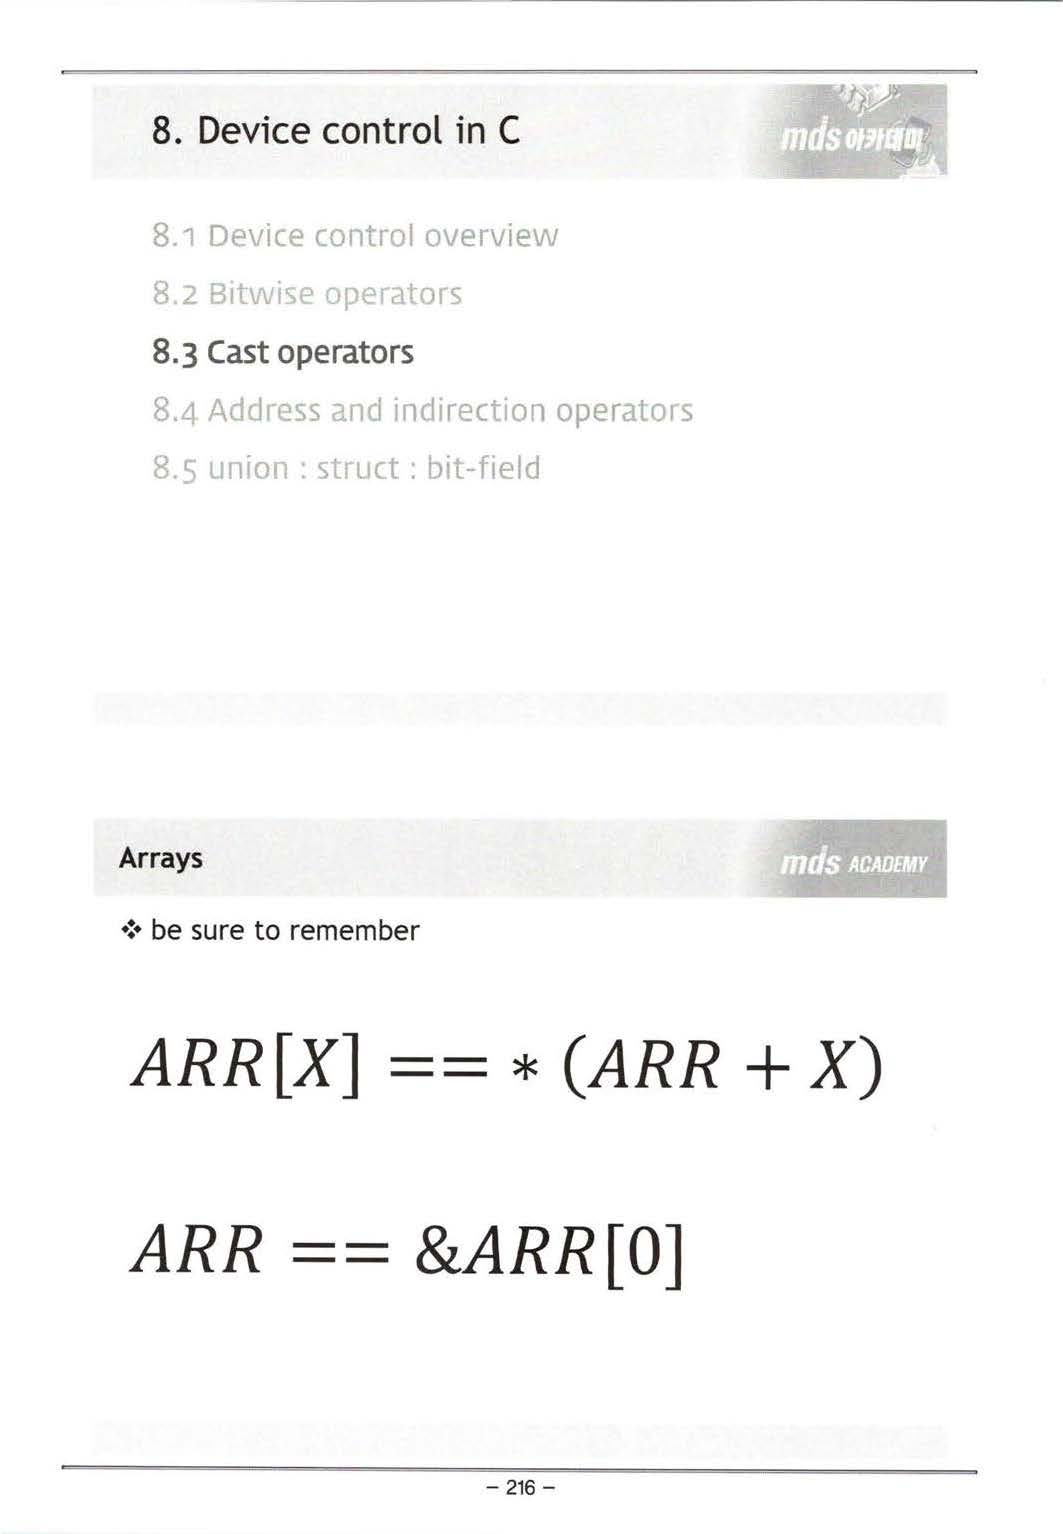 8. Device control in C
mds 아카데미
8.1 Device control overview
8.2 Bitwise operators
8.3 Cast operators
8.4 Address and indirection operators
8.5 union : struct : bit-field
Arrays
mds ACADEMY
❖ be sure to remember
ARR[X] == * (ARR + X)
ARR == &ARR[0]
– 216 –